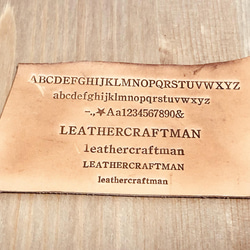 ABCDEFGHIJKLMNOPQRSTUVWXYZ
abcdefghijklmnopqrstuvwxyz
-.,★Aa1234567890&
LEATHERCRAFTMAN
leathercraftman
LEATHERCRAFTMAN
leathercraftman